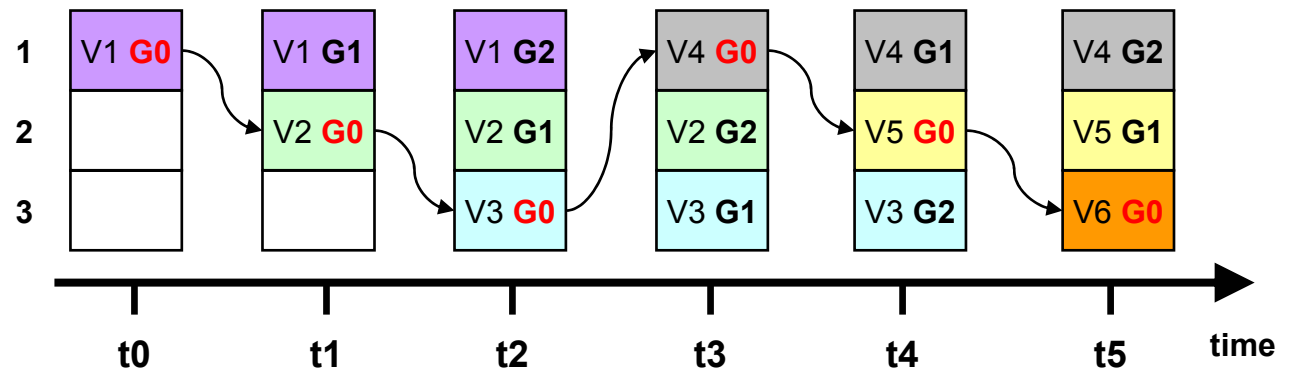 1 V1 G0 V1 G1 V1 G2 V4 G0 V4 G1 V4 G2
2 V2 G0 V2 G1 V2 G2 V5 G0 V5 G1
3 V3 G0 V3 G1 V3 G2 V6 G0
t0 t1 t2 t3 t4 t5 time